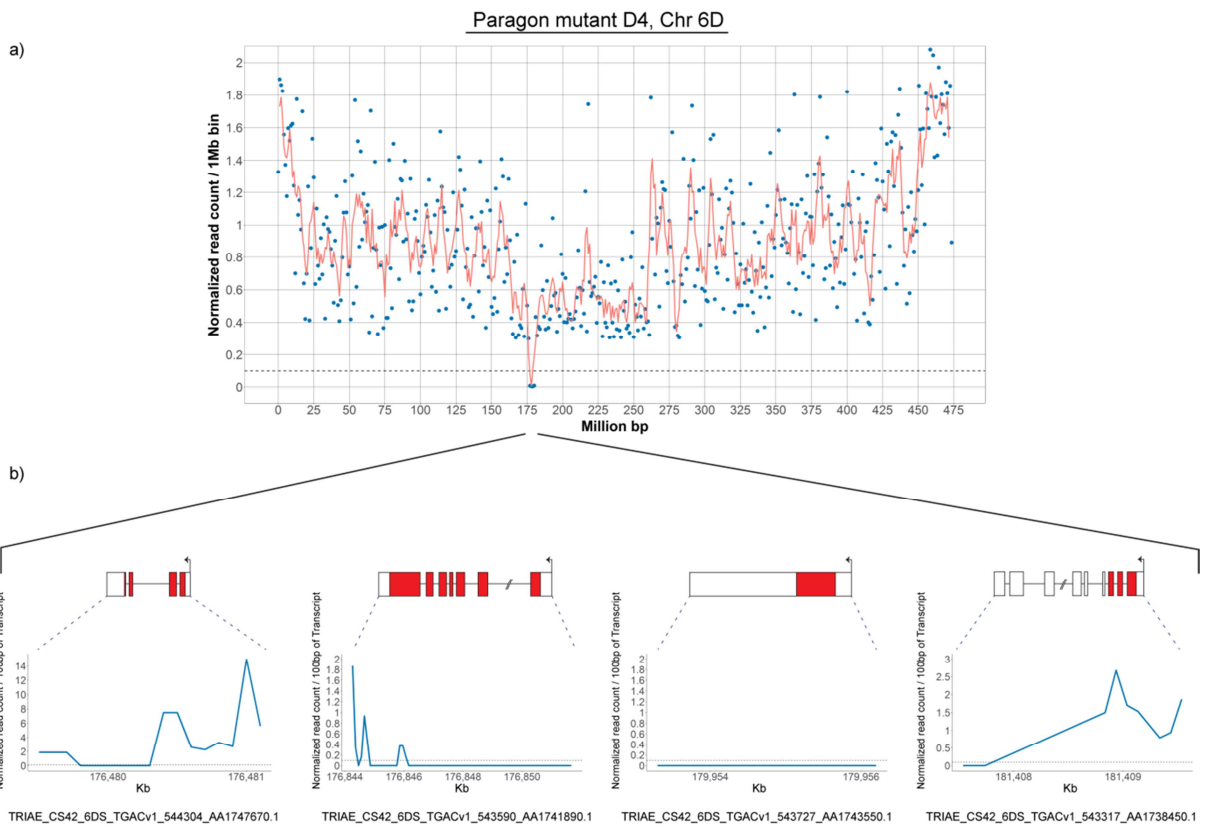 Paragon mutant D4, Chr 6D
a)
Normalized read count / 1Mb bin
2
1.8
1.6
1.4
1.2
1
0.8
0.6
0.4
0.2
0
0 25 50 75 100 125 150 175 200 225 250 275 300 325 350 375 400 425 450 475
Million bp
b)
Normalized read count / 100bp of Transcript
14
12
10
8
6
4
2
0
176,480 176,481
Kb
TRIAE_CS42_6DS_TGACv1_544304_AA1747670.1
Normalized read count / 100bp of Transcript
2
1.8
1.6
1.4
1.2
1
0.8
0.6
0.4
0.2
0
176,844 176,846 176,848 176,850
Kb
TRIAE_CS42_6DS_TGACv1_543590_AA1741890.1
Normalized read count / 100bp of Transcript
2
1.8
1.6
1.4
1.2
1
0.8
0.6
0.4
0.2
0
179,954 179,956
Kb
TRIAE_CS42_6DS_TGACv1_543727_AA1743550.1
Normalized read count / 100bp of Transcript
3
2.5
2
1.5
1
0.5
0
181,408 181,409
Kb
TRIAE_CS42_6DS_TGACv1_543317_AA1738450.1